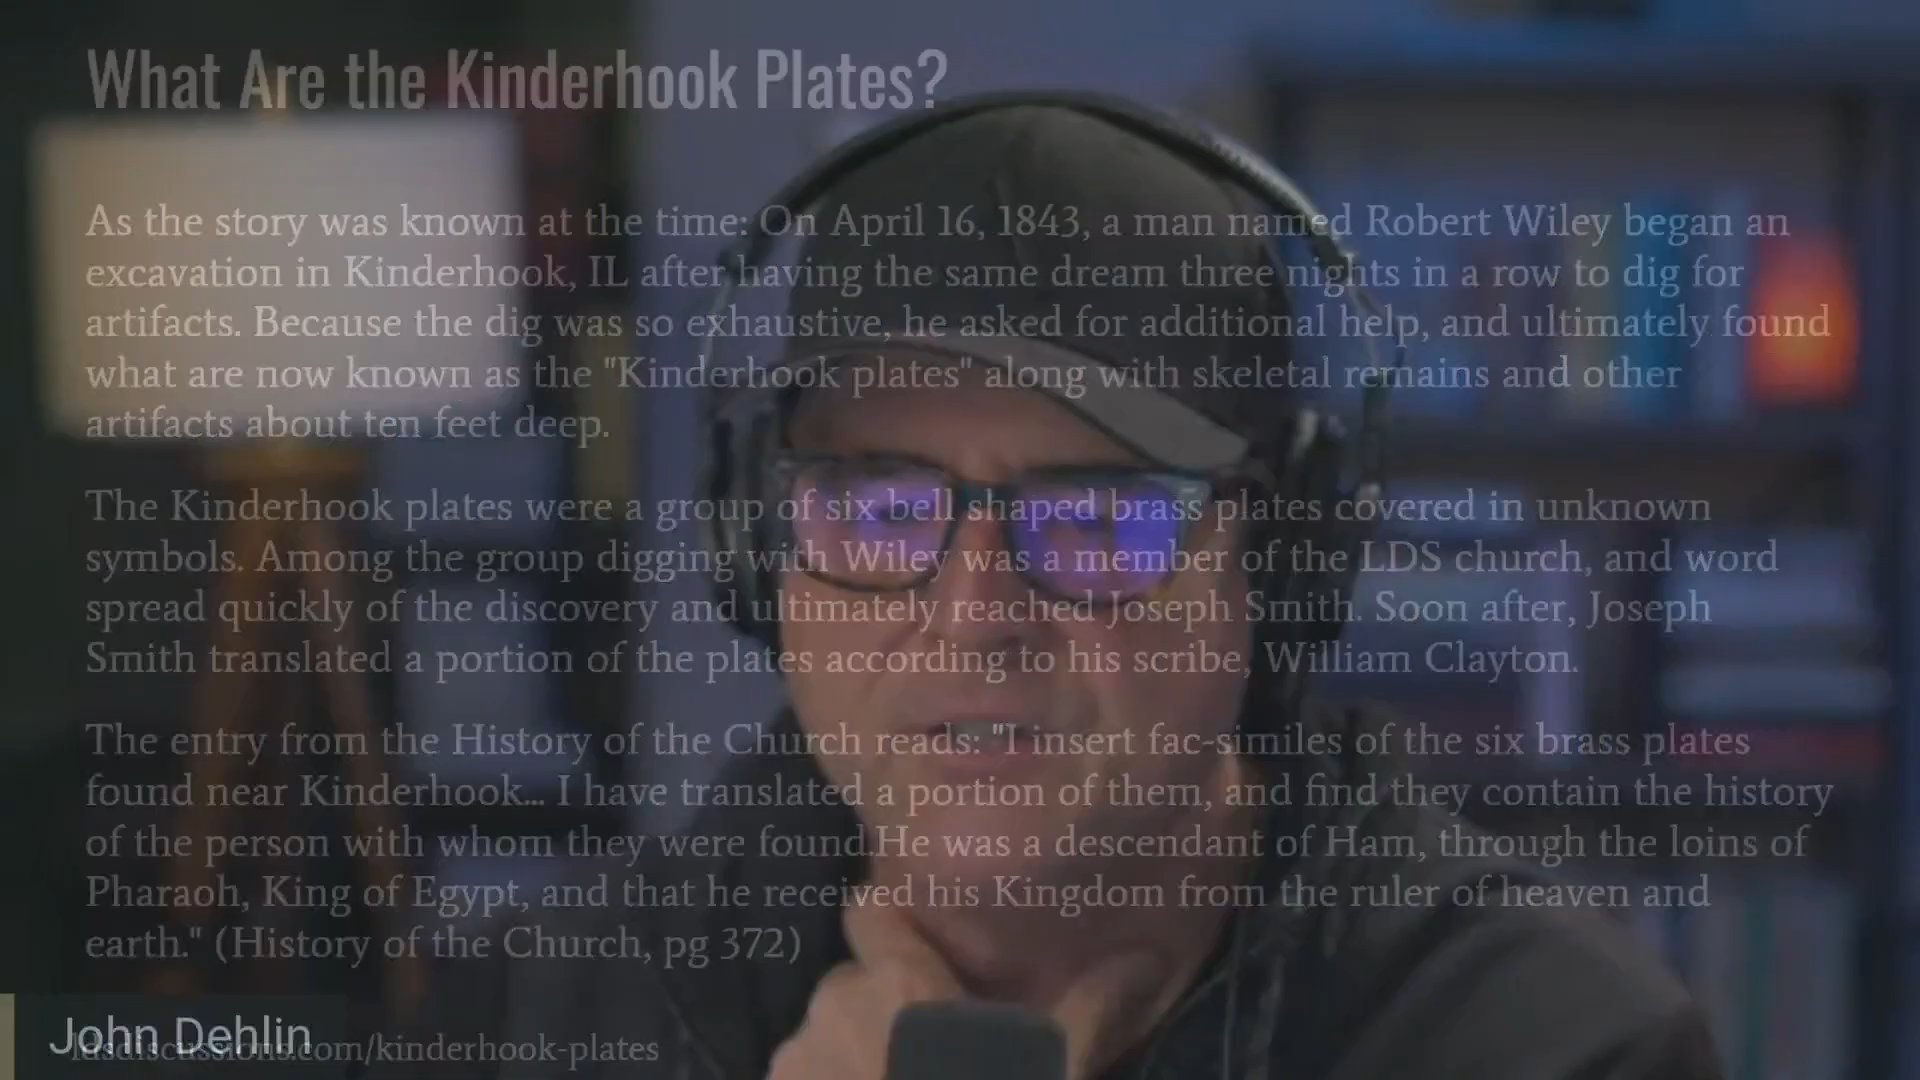 What Are the Kinderhook Plates?
As the story was known at the time: On April 16, 1843, a man named Robert Wiley began an
excavation in Kinderhook, IL after having the same dream three nights in a row to dig for
artifacts. Because the dig was so exhaustive, he asked for additional help, and ultimately found
what are now known as the "Kinderhook plates" along with skeletal remains and other
artifacts about ten feet deep.
The Kinderhook plates were a group of six bell shaped brass plates covered in unknown
symbols. Among the group digging with Wiley was a member of the LDS church, and word
spread quickly of the discovery and ultimately reached Joseph Smith. Soon after, Joseph
Smith translated a portion of the plates according to his scribe, William Clayton.
The entry from the History of the Church reads: "I insert fac-similes of the six brass plates
found near Kinderhook... I have translated a portion of them, and find they contain the history
of the person with whom they were found.He was a descendant of Ham, through the loins of
Pharaoh, King of Egypt, and that he received his Kingdom from the ruler of heaven and
earth." (History of the Church, pg 372)
John Dehlin
ldsdiscussions.com/kinderhook-plates